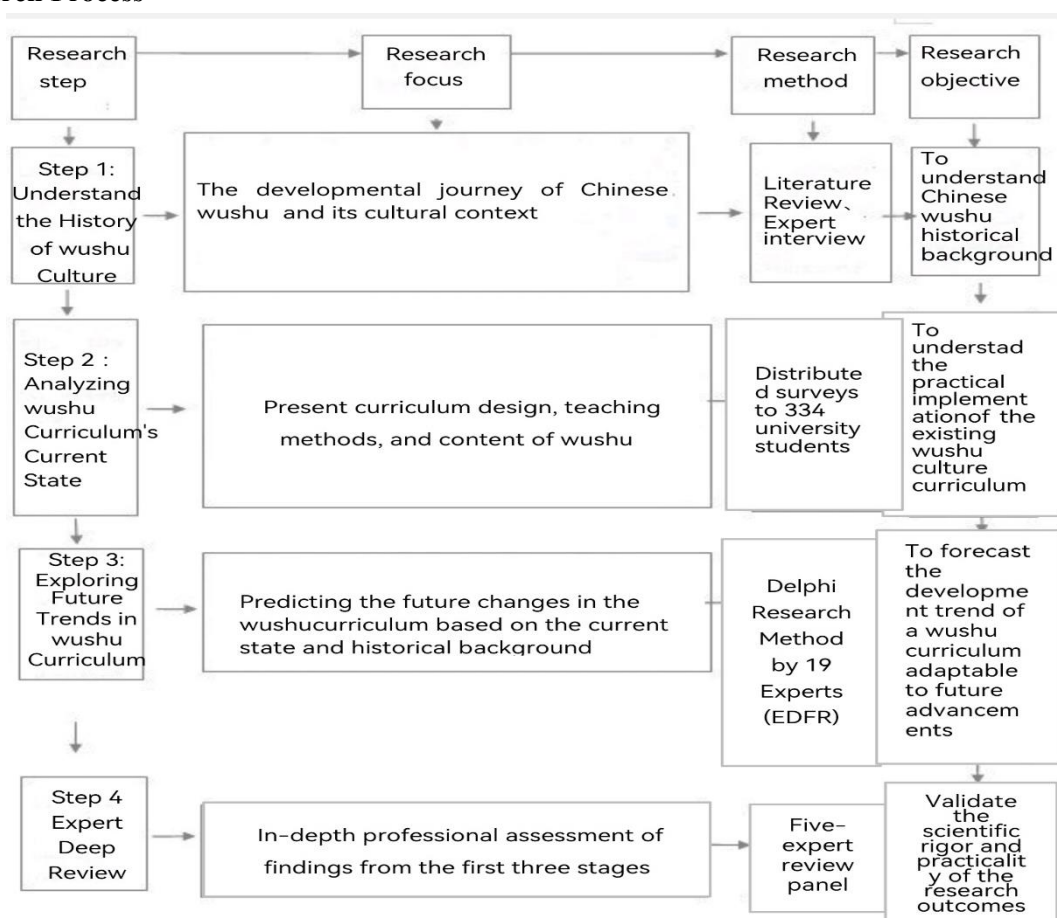 Research
step
Research
focus
Research
method
Research
objective
Step 1:
Understand
the History
of wushu
Culture
The developmental journey of Chinese
wushu and its cultural context
Literature
Review、
Expert
interview
To
understand
Chinese
wushu
historical
background
Step 2 :
Analyzing
wushu
Curriculum's
Current
State
Present curriculum design, teaching
methods, and content of wushu
Distribute
d surveys
to 334
university
students
To
understad
the
practical
implement
ationof the
existing
wushu
culture
curriculum
Step 3:
Exploring
Future
Trends in
wushu
Curriculum
Predicting the future changes in the
wushucurriculum based on the current
state and historical background
Delphi
Research
Method
by 19
Experts
(EDFR)
To forecast
the
developme
nt trend of
a wushu
curriculum
adaptable
to future
advancem
ents
Step 4
Expert
Deep
Review
In-depth professional assessment of
findings from the first three stages
Five-
expert
review
panel
Validate
the
scientific
rigor and
practicalit
y of the
research
outcomes